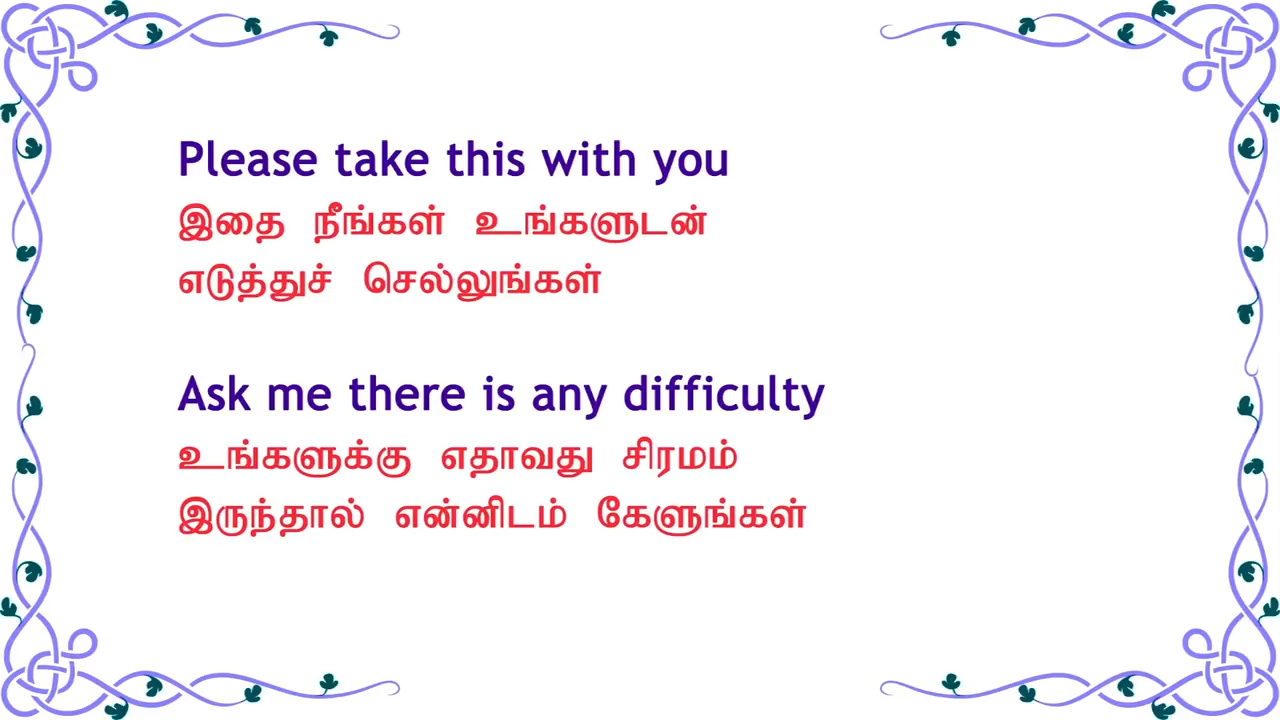 Please take this with you
இதை நீங்கள் உங்களுடன்
எடுத்துச் செல்லுங்கள்
Ask me there is any difficulty
உங்களுக்கு எதாவது சிரமம்
இருந்தால் என்னிடம் கேளுங்கள்